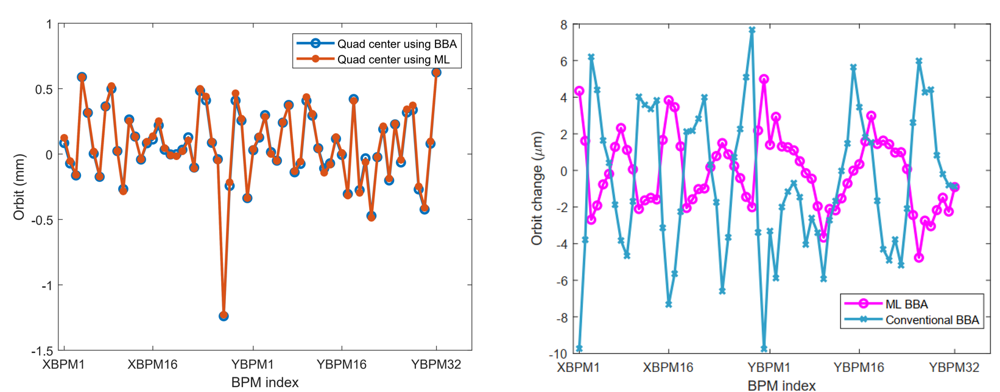 1
0.5
0
-0.5
-1
-1.5
Orbit (mm)
Quad center using BBA
Quad center using ML
XBPM1
XBPM16
YBPM1
YBPM16
YBPM32
BPM index
8
6
4
2
0
-2
-4
-6
-8
-10
Orbit change (μm)
ML BBA
Conventional BBA
XBPM1
XBPM16
YBPM1
YBPM16
YBPM32
BPM index